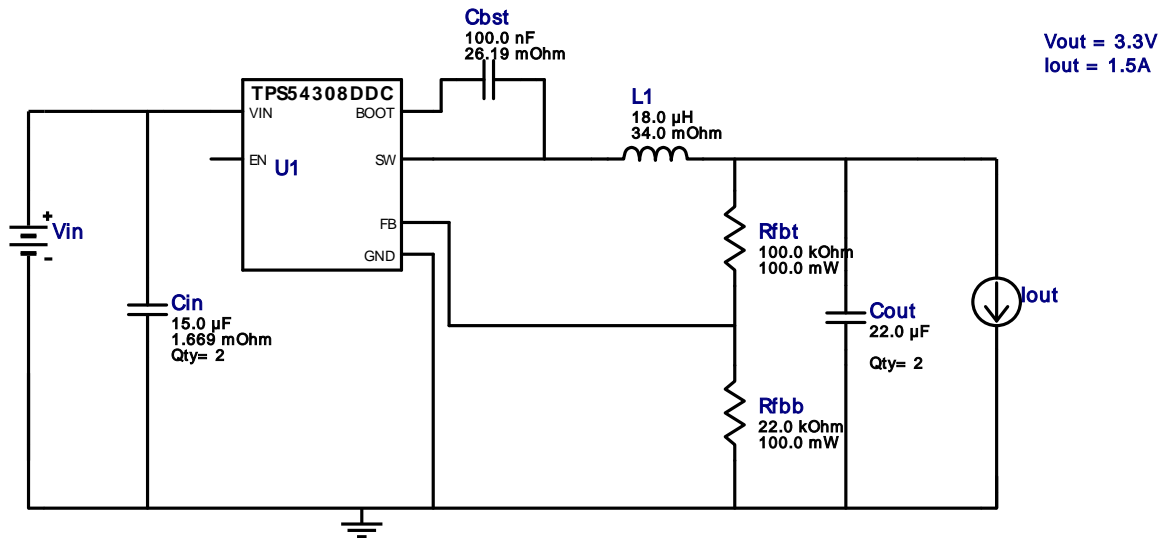 Cbst
100.0 nF
26.19 mOhm
Vout = 3.3V
Iout = 1.5A
TPS54308DDC
VIN
BOOT
EN
U1
SW
FB
GND
L1
18.0 µH
34.0 mOhm
+
Vin
-
Cin
15.0 µF
1.669 mOhm
Qty= 2
Rfbt
100.0 kOhm
100.0 mW
Cout
22.0 µF
Qty= 2
Iout
Rfbb
22.0 kOhm
100.0 mW